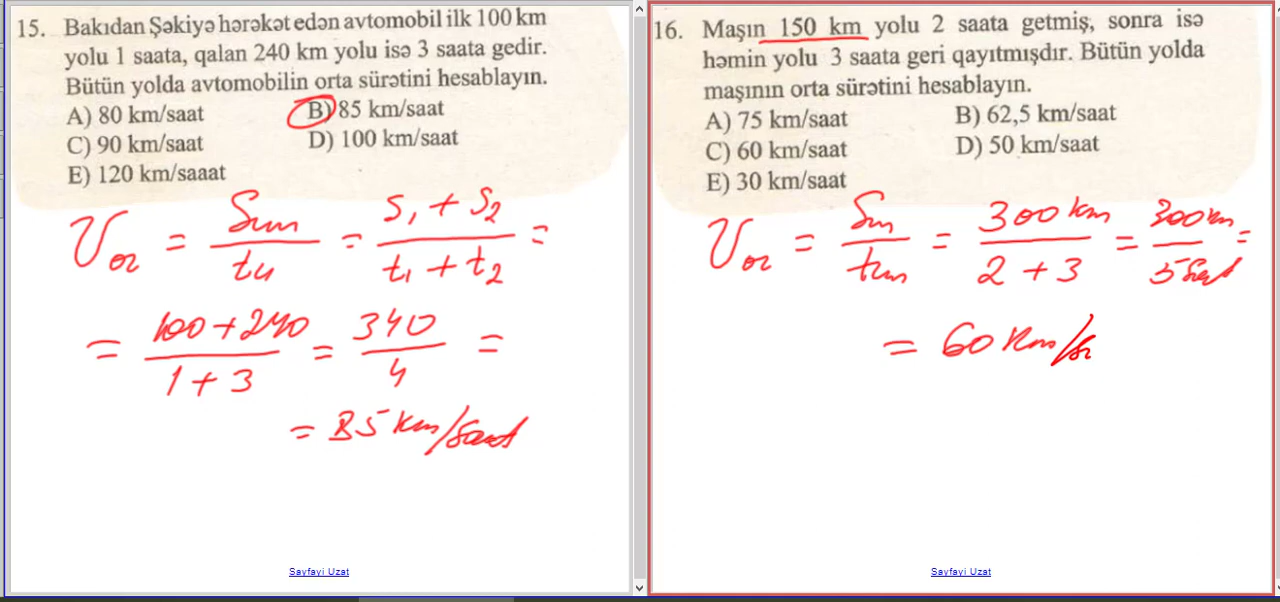 15. Bakıdan Şəkiyə hərəkət edən avtomobil ilk 100 km
yolu 1 saata, qalan 240 km yolu isə 3 saata gedir.
Bütün yolda avtomobilin orta sürətini hesablayın.
A) 80 km/saat B) 85 km/saat
C) 90 km/saat D) 100 km/saat
E) 120 km/saaat
= S₁ + S₂ =
t₁ + t₂
= 100 + 240 = 340 =
1 + 3 4
= 85 km/saat
Sayfayi Uzat
16. Maşın 150 km yolu 2 saata getmiş, sonra isə
həmin yolu 3 saata geri qayıtmışdır. Bütün yolda
maşının orta sürətini hesablayın.
A) 75 km/saat B) 62,5 km/saat
C) 60 km/saat D) 50 km/saat
E) 30 km/saat
= 300 km = 300 km =
2 + 3 5 saat
= 60 km/
Sayfayi Uzat